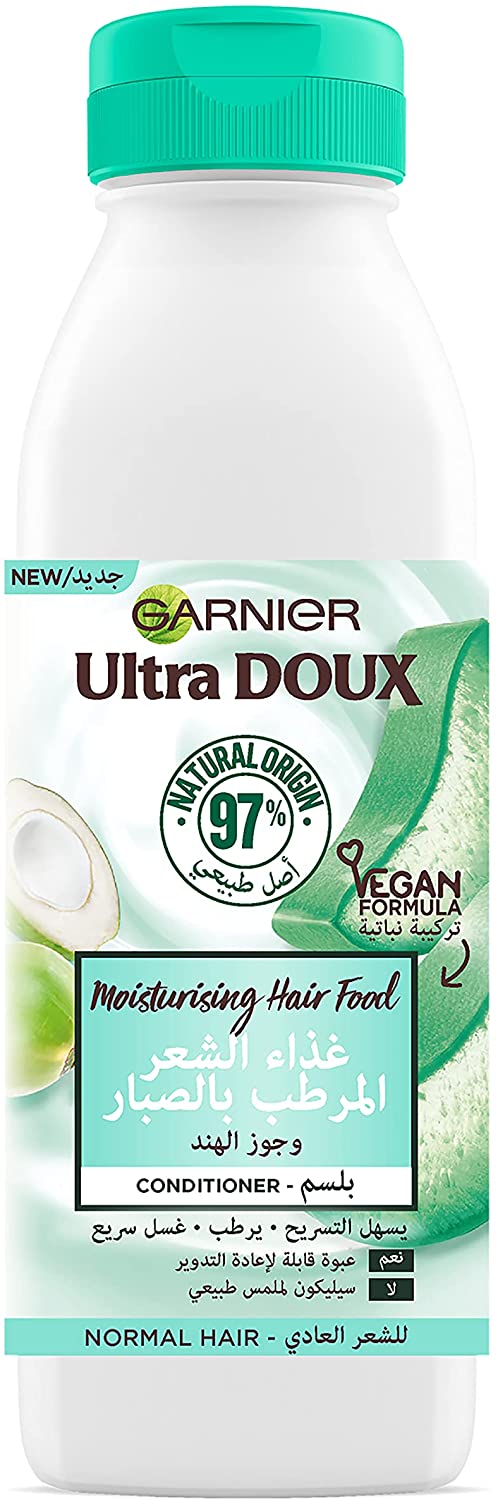 NEW/جديد
GARNIER
Ultra DOUX
NATURAL ORIGIN
97%
أصل طبيعي
VEGAN
FORMULA
تركيبة نباتية
Moisturising Hair Food
غذاء الشعر
المرطب بالصبار
وجوز الهند
CONDITIONER - بلسم
يسهل التسريح • يرطب • غسل سريع
نعم عبوة قابلة لإعادة التدوير
لا سيليكون لملمس طبيعي
NORMAL HAIR - للشعر العادي